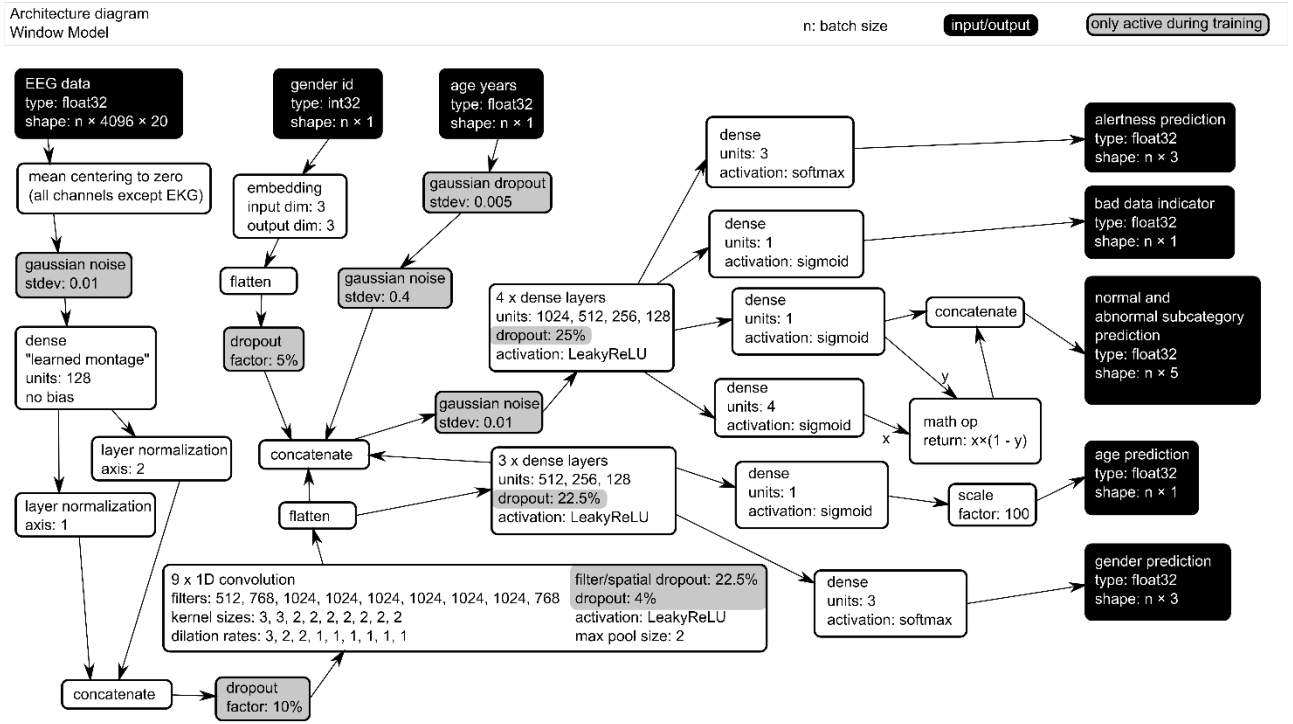 Architecture diagram
Window Model
n: batch size
input/output
only active during training
EEG data
type: float32
shape: n × 4096 × 20
gender id
type: int32
shape: n × 1
age years
type: float32
shape: n × 1
mean centering to zero
(all channels except EKG)
gaussian noise
stdev: 0.01
dense
"learned montage"
units: 128
no bias
layer normalization
axis: 2
layer normalization
axis: 1
concatenate
dropout
factor: 10%
embedding
input dim: 3
output dim: 3
flatten
dropout
factor: 5%
gaussian dropout
stdev: 0.005
gaussian noise
stdev: 0.4
concatenate
flatten
gaussian noise
stdev: 0.01
9 x 1D convolution
filters: 512, 768, 1024, 1024, 1024, 1024, 1024, 1024, 768
kernel sizes: 3, 3, 2, 2, 2, 2, 2, 2, 2
dilation rates: 3, 2, 2, 1, 1, 1, 1, 1, 1
filter/spatial dropout: 22.5%
dropout: 4%
activation: LeakyReLU
max pool size: 2
4 x dense layers
units: 1024, 512, 256, 128
dropout: 25%
activation: LeakyReLU
3 x dense layers
units: 512, 256, 128
dropout: 22.5%
activation: LeakyReLU
dense
units: 3
activation: softmax
dense
units: 1
activation: sigmoid
dense
units: 1
activation: sigmoid
dense
units: 4
activation: sigmoid
concatenate
y
x
math op
return: x×(1 - y)
dense
units: 1
activation: sigmoid
scale
factor: 100
dense
units: 3
activation: softmax
alertness prediction
type: float32
shape: n × 3
bad data indicator
type: float32
shape: n × 1
normal and
abnormal subcategory
prediction
type: float32
shape: n × 5
age prediction
type: float32
shape: n × 1
gender prediction
type: float32
shape: n × 3